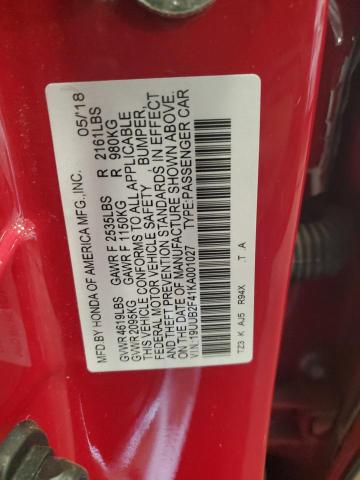 MFD. BY HONDA OF AMERICA MFG.,INC. 05/18
GVWR 4619LBS GAWR F 2535LBS R 2161LBS
GVWR 2095KG GAWR F 1150KG R 980KG
THIS VEHICLE CONFORMS TO ALL APPLICABLE
FEDERAL MOTOR VEHICLE SAFETY , BUMPER,
AND THEFT PREVENTION STANDARDS IN EFFECT
ON THE DATE OF MANUFACTURE SHOWN ABOVE.
V.I.N.:19UUB2F41KA001027 TYPE:PASSENGER CAR
TZ3 K AJ5 R94X . T A